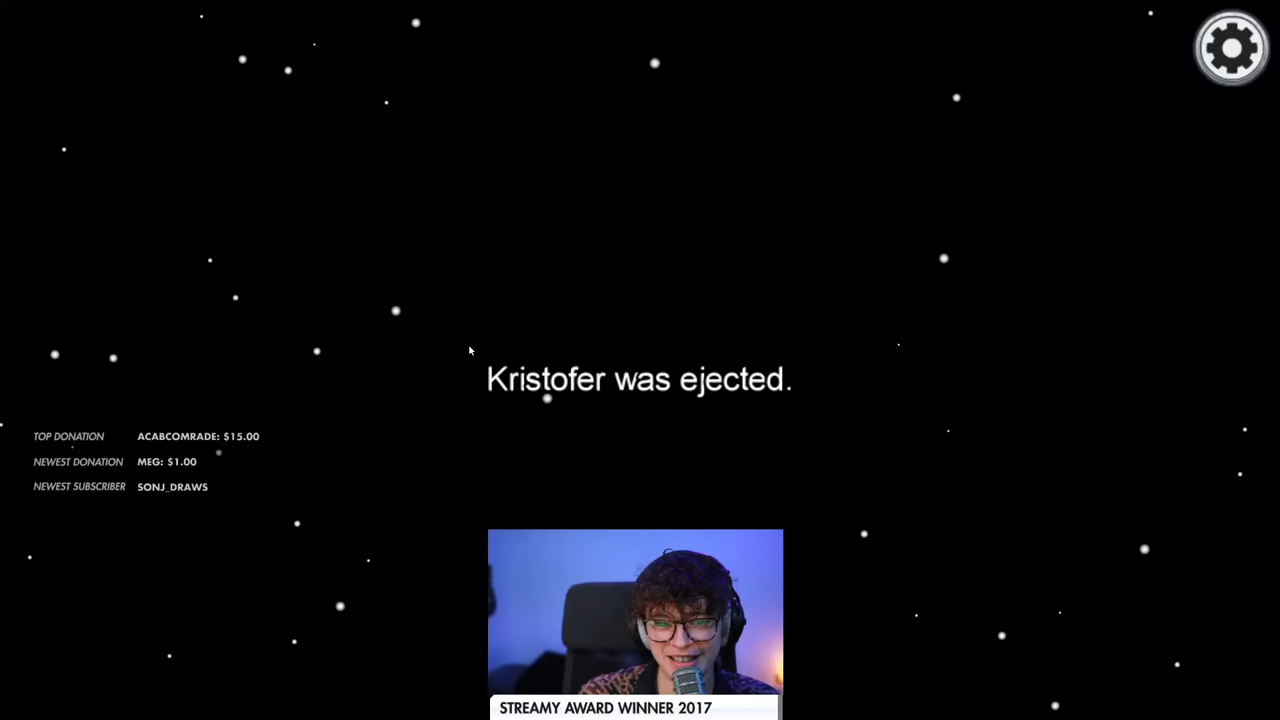 Kristofer was ejected.
TOP DONATION ACABCOMRADE: $15.00
NEWEST DONATION MEG: $1.00
NEWEST SUBSCRIBER SONJ_DRAWS
STREAMY AWARD WINNER 2017